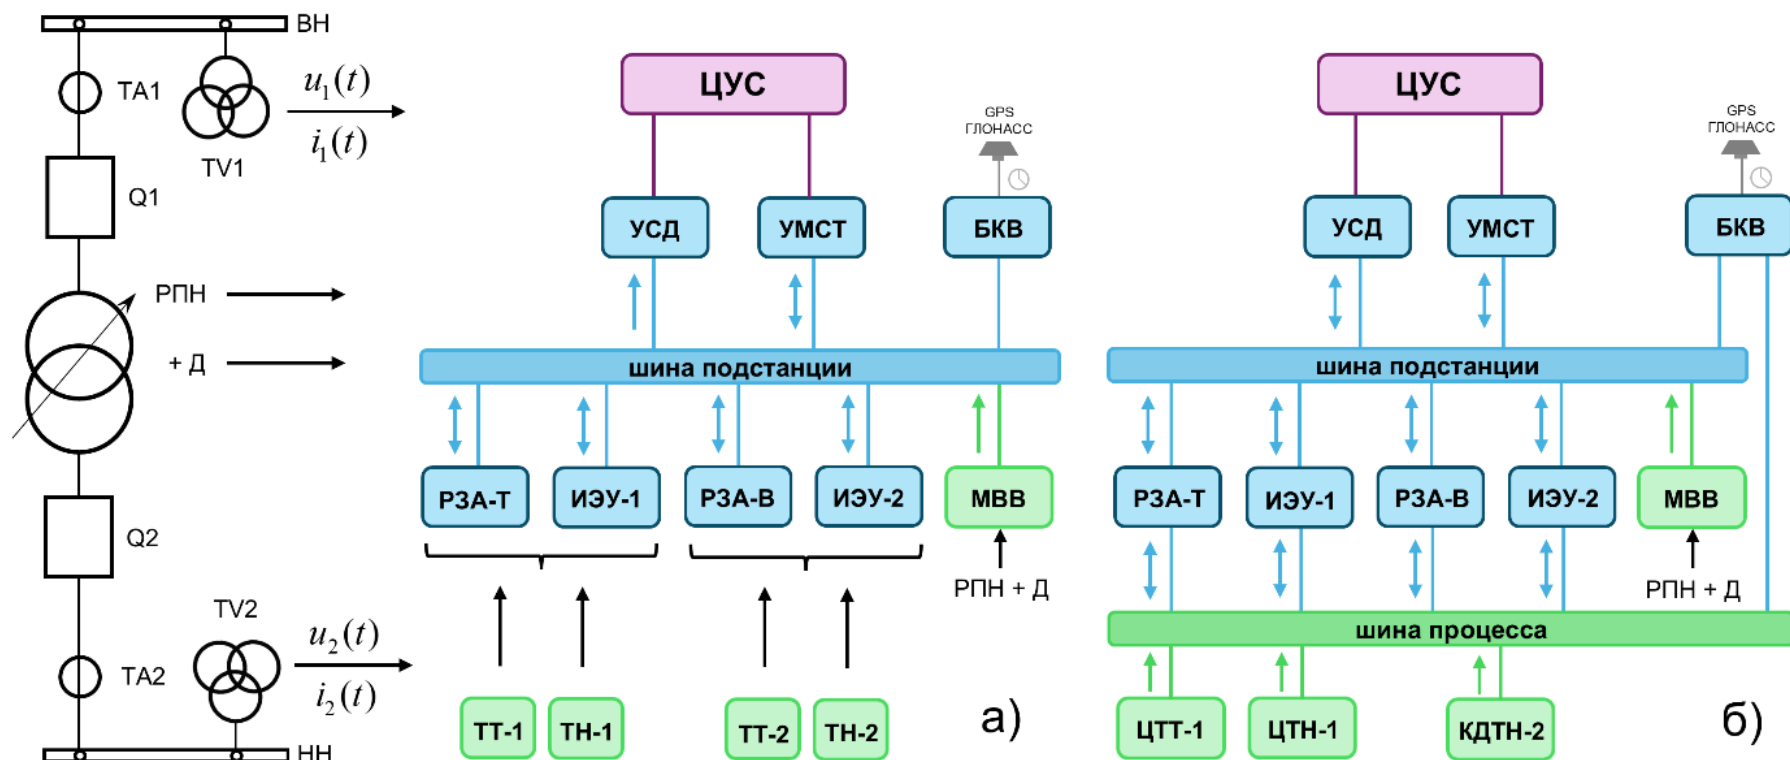 ВН
TA1
u₁(t)
i₁(t)
TV1
Q1
РПН
+ Д
Q2
TV2
u₂(t)
i₂(t)
TA2
НН
ЦУС
GPS
ГЛОНАСС
УСД
УМСТ
БКВ
шина подстанции
РЗА-Т
ИЭУ-1
РЗА-В
ИЭУ-2
МВВ
РПН + Д
ТТ-1
ТН-1
ТТ-2
ТН-2
а)
ЦУС
GPS
ГЛОНАСС
УСД
УМСТ
БКВ
шина подстанции
РЗА-Т
ИЭУ-1
РЗА-В
ИЭУ-2
МВВ
РПН + Д
шина процесса
ЦТТ-1
ЦТН-1
КДТН-2
б)